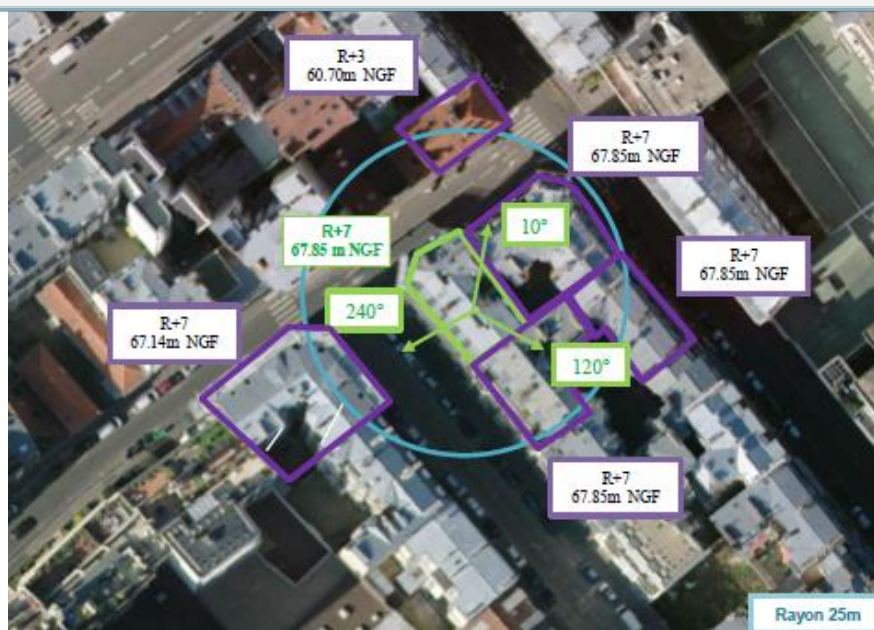 R+3
60.70m NGF
R+7
67.85m NGF
R+7
67.85 m NGF
10°
R+7
67.85m NGF
240°
R+7
67.14m NGF
120°
R+7
67.85m NGF
Rayon 25m